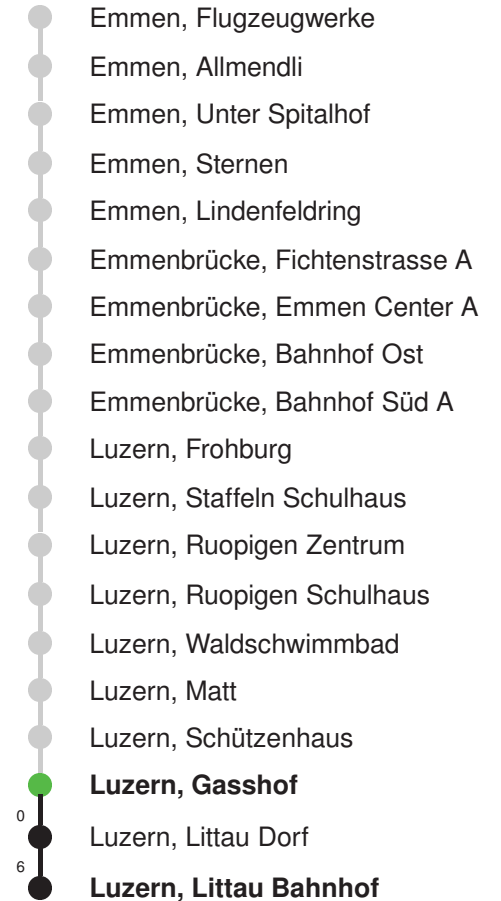 Emmen, Flugzeugwerke
Emmen, Allmendli
Emmen, Unter Spitalhof
Emmen, Sternen
Emmen, Lindenfeldring
Emmenbrücke, Fichtenstrasse A
Emmenbrücke, Emmen Center A
Emmenbrücke, Bahnhof Ost
Emmenbrücke, Bahnhof Süd A
Luzern, Frohburg
Luzern, Staffeln Schulhaus
Luzern, Ruopigen Zentrum
Luzern, Ruopigen Schulhaus
Luzern, Waldschwimmbad
Luzern, Matt
Luzern, Schützenhaus
Luzern, Gasshof
0
Luzern, Littau Dorf
6
Luzern, Littau Bahnhof